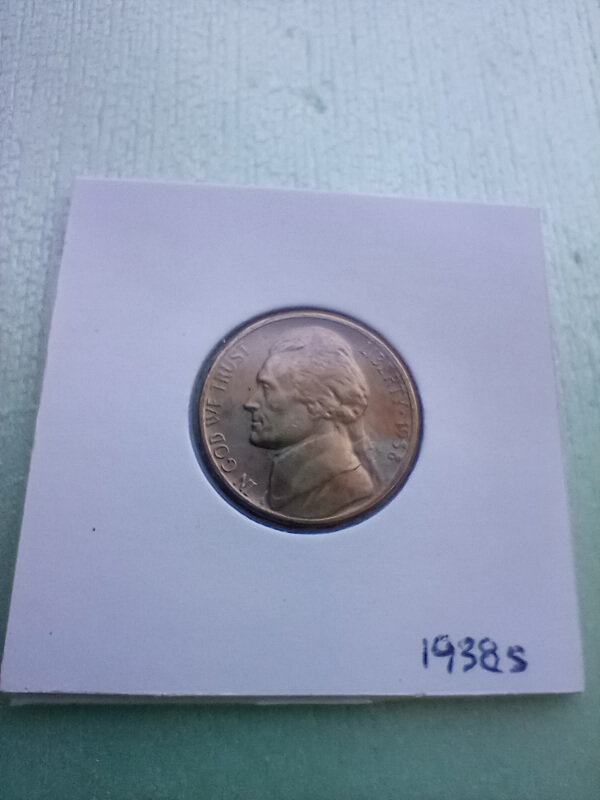 IN GOD WE TRUST
LIBERTY · 1938
1938s